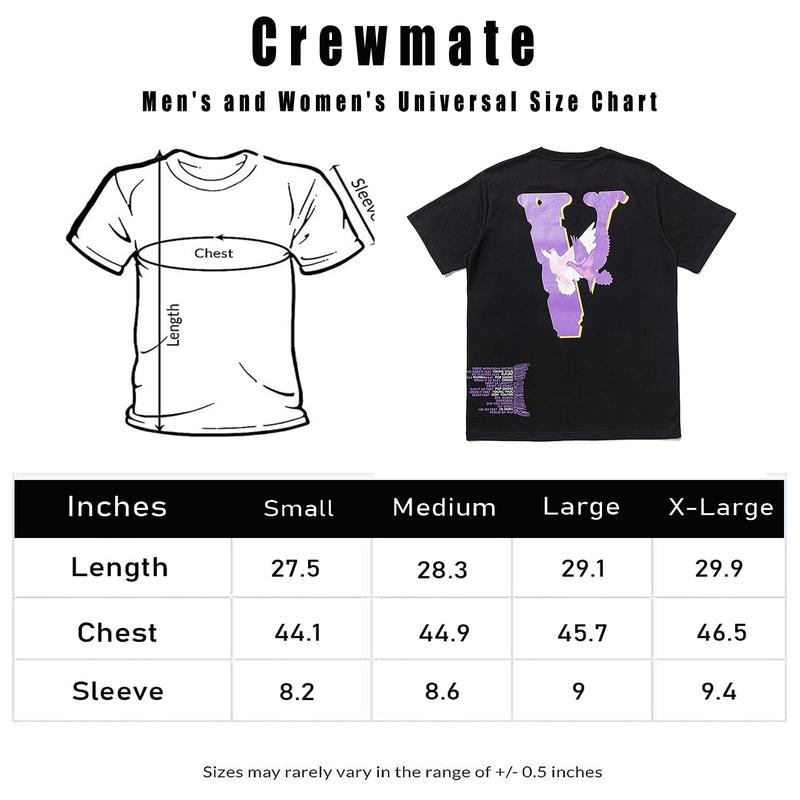 Crewmate
Men's and Women's Universal Size Chart
Sleeve
Chest
Length
V
Inches Small Medium Large X-Large
Length 27.5 28.3 29.1 29.9
Chest 44.1 44.9 45.7 46.5
Sleeve 8.2 8.6 9 9.4
Sizes may rarely vary in the range of +/- 0.5 inches